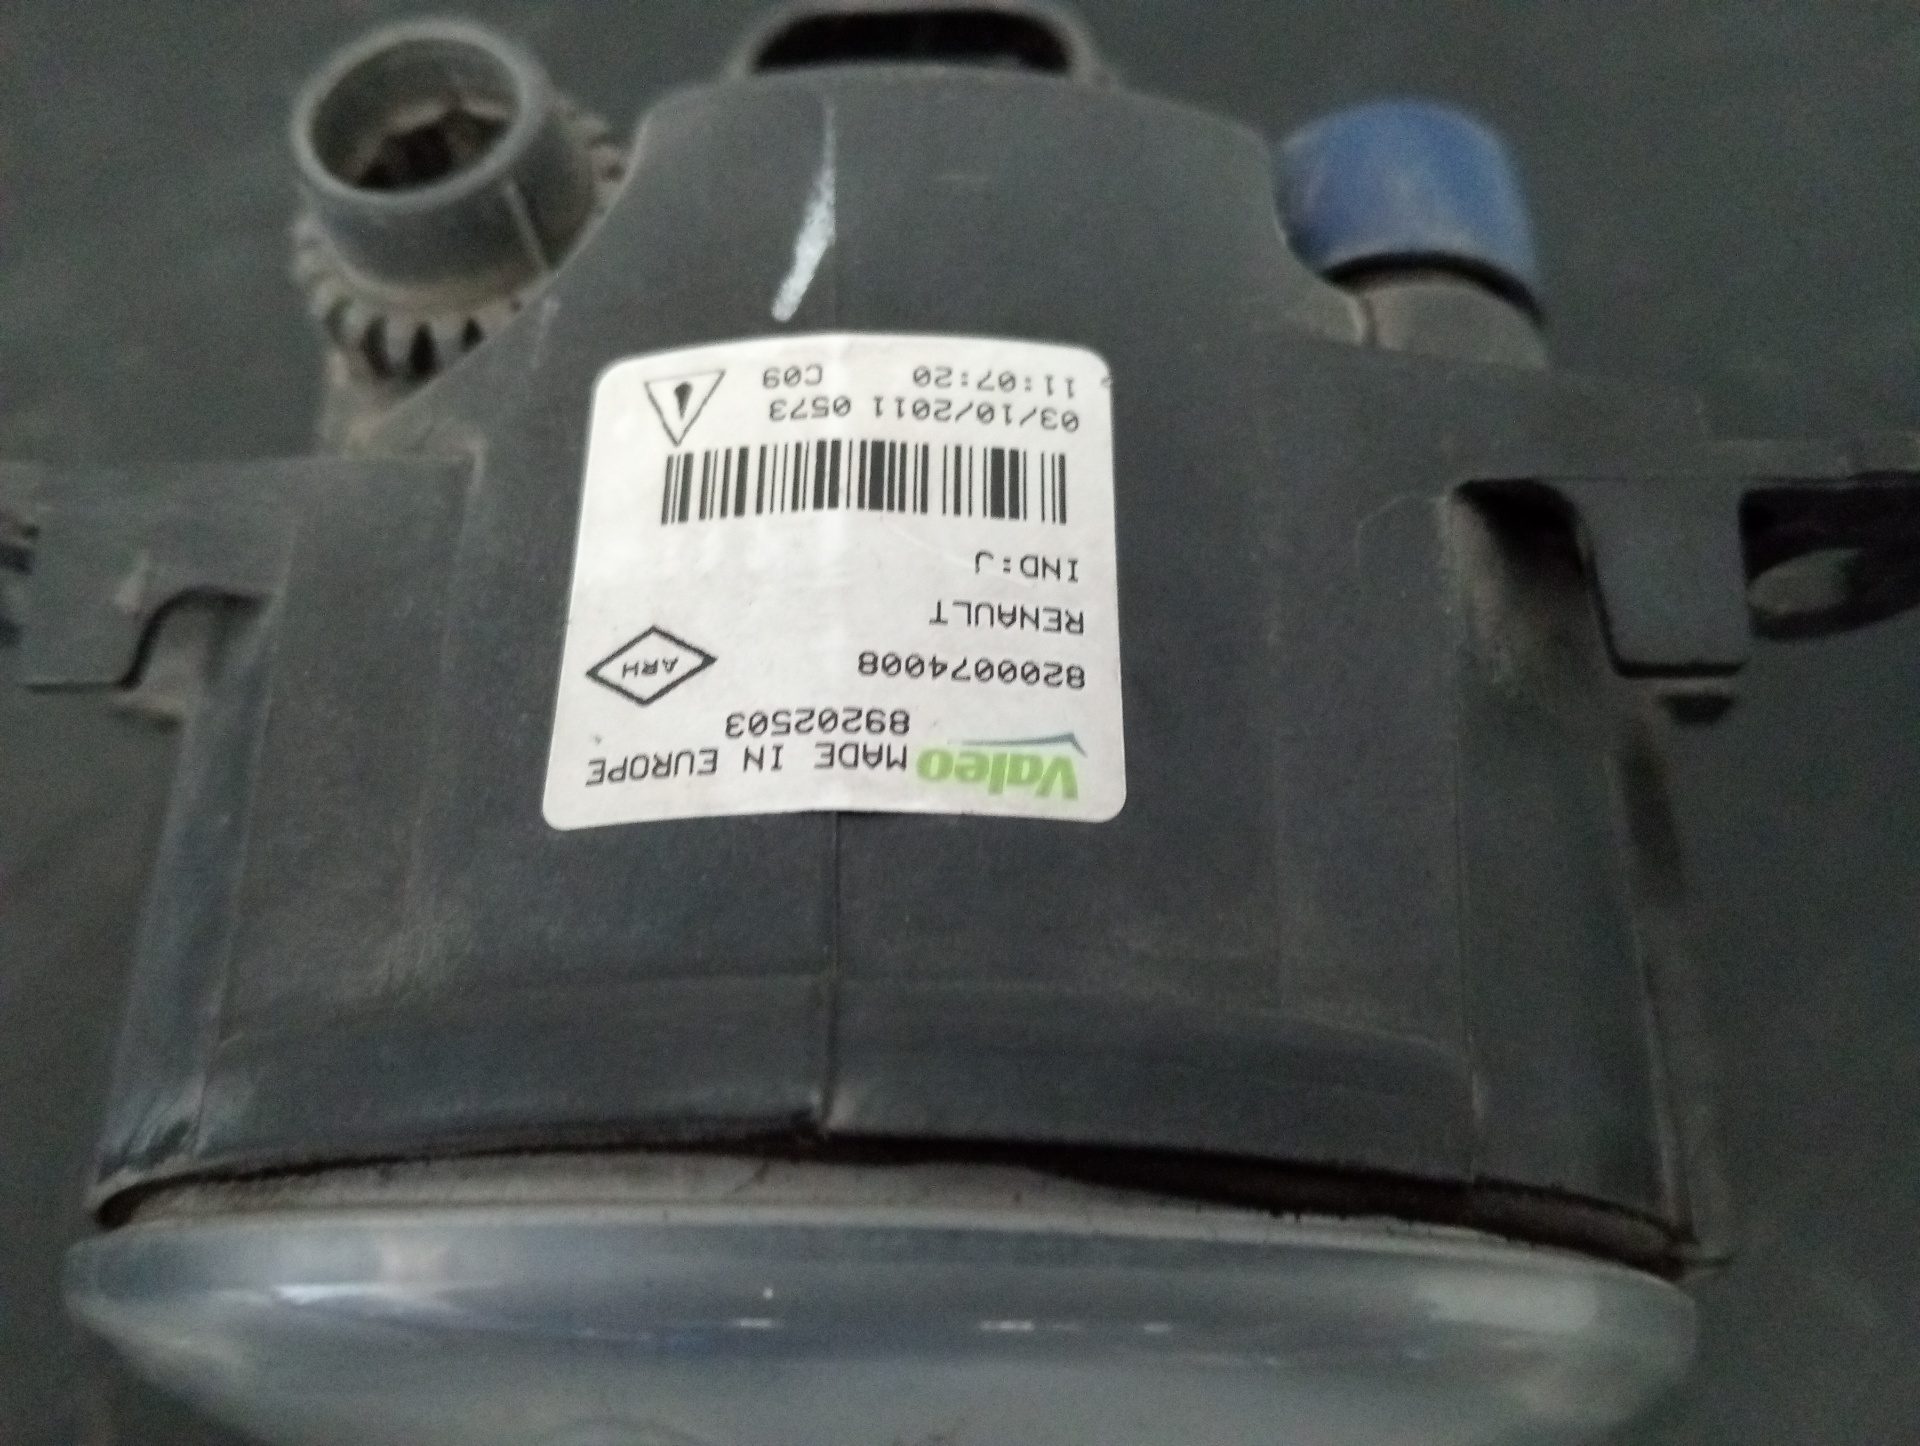 Valeo MADE IN EUROPE
89202503
8200074008 ARH
RENAULT
IND:J
03/10/2011 0573
11:07:20 C09